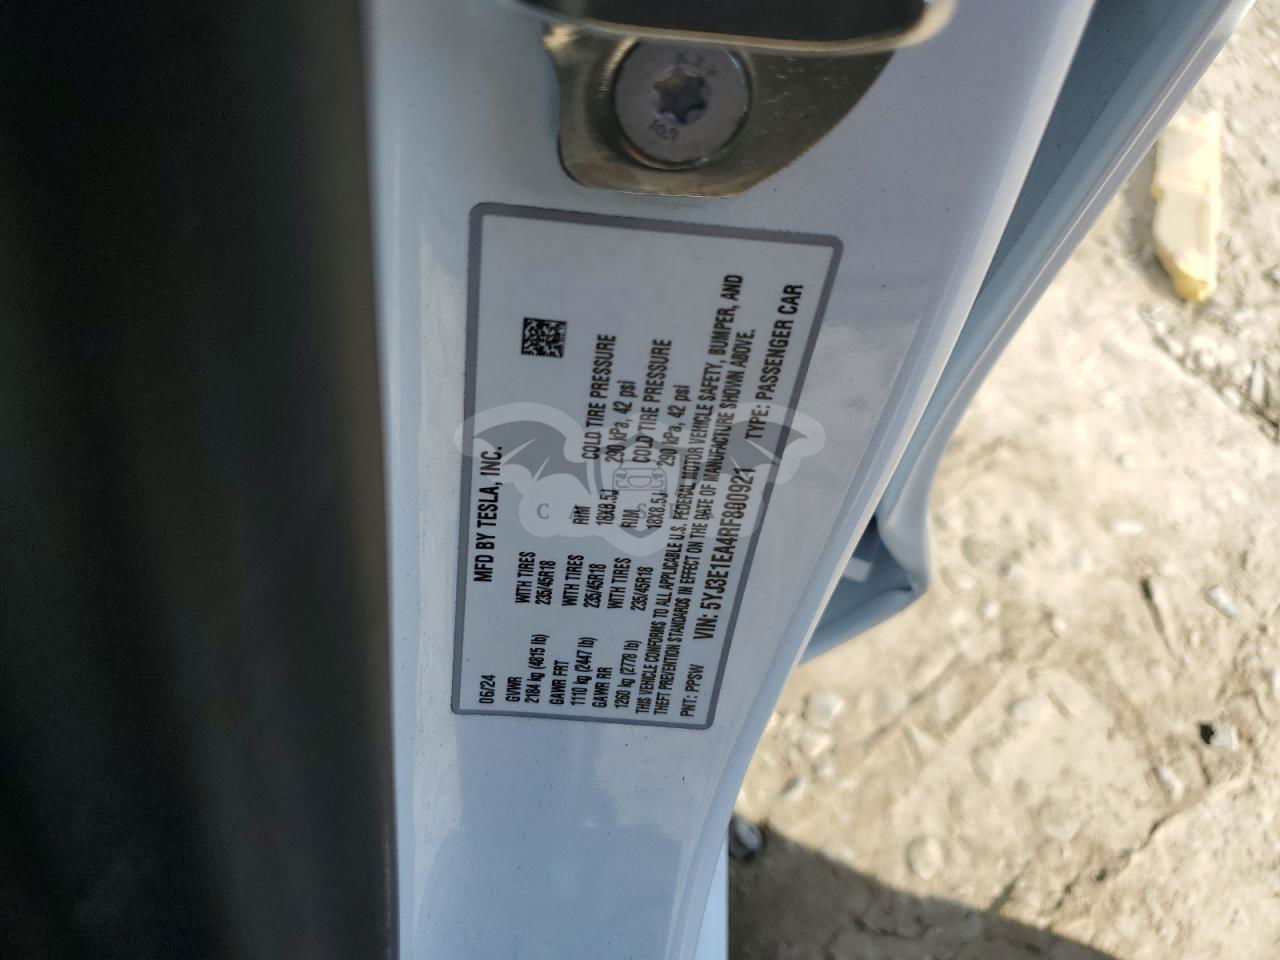 MFD BY TESLA, INC.
06/24
GVWR
2184 kg (4815 lb)
WITH TIRES
235/45R18
GAWR FRT
1110 kg (2447 lb)
WITH TIRES
235/45R18
RIM
18X8.5J
COLD TIRE PRESSURE
290 kPa, 42 psi
GAWR RR
1260 kg (2778 lb)
WITH TIRES
235/45R18
RIM
18X8.5J
COLD TIRE PRESSURE
290 kPa, 42 psi
THIS VEHICLE CONFORMS TO ALL APPLICABLE U.S. FEDERAL MOTOR VEHICLE SAFETY, BUMPER, AND
THEFT PREVENTION STANDARDS IN EFFECT ON THE DATE OF MANUFACTURE SHOWN ABOVE.
PNT: PPSW VIN: 5YJ3E1EA4RF800921 TYPE: PASSENGER CAR